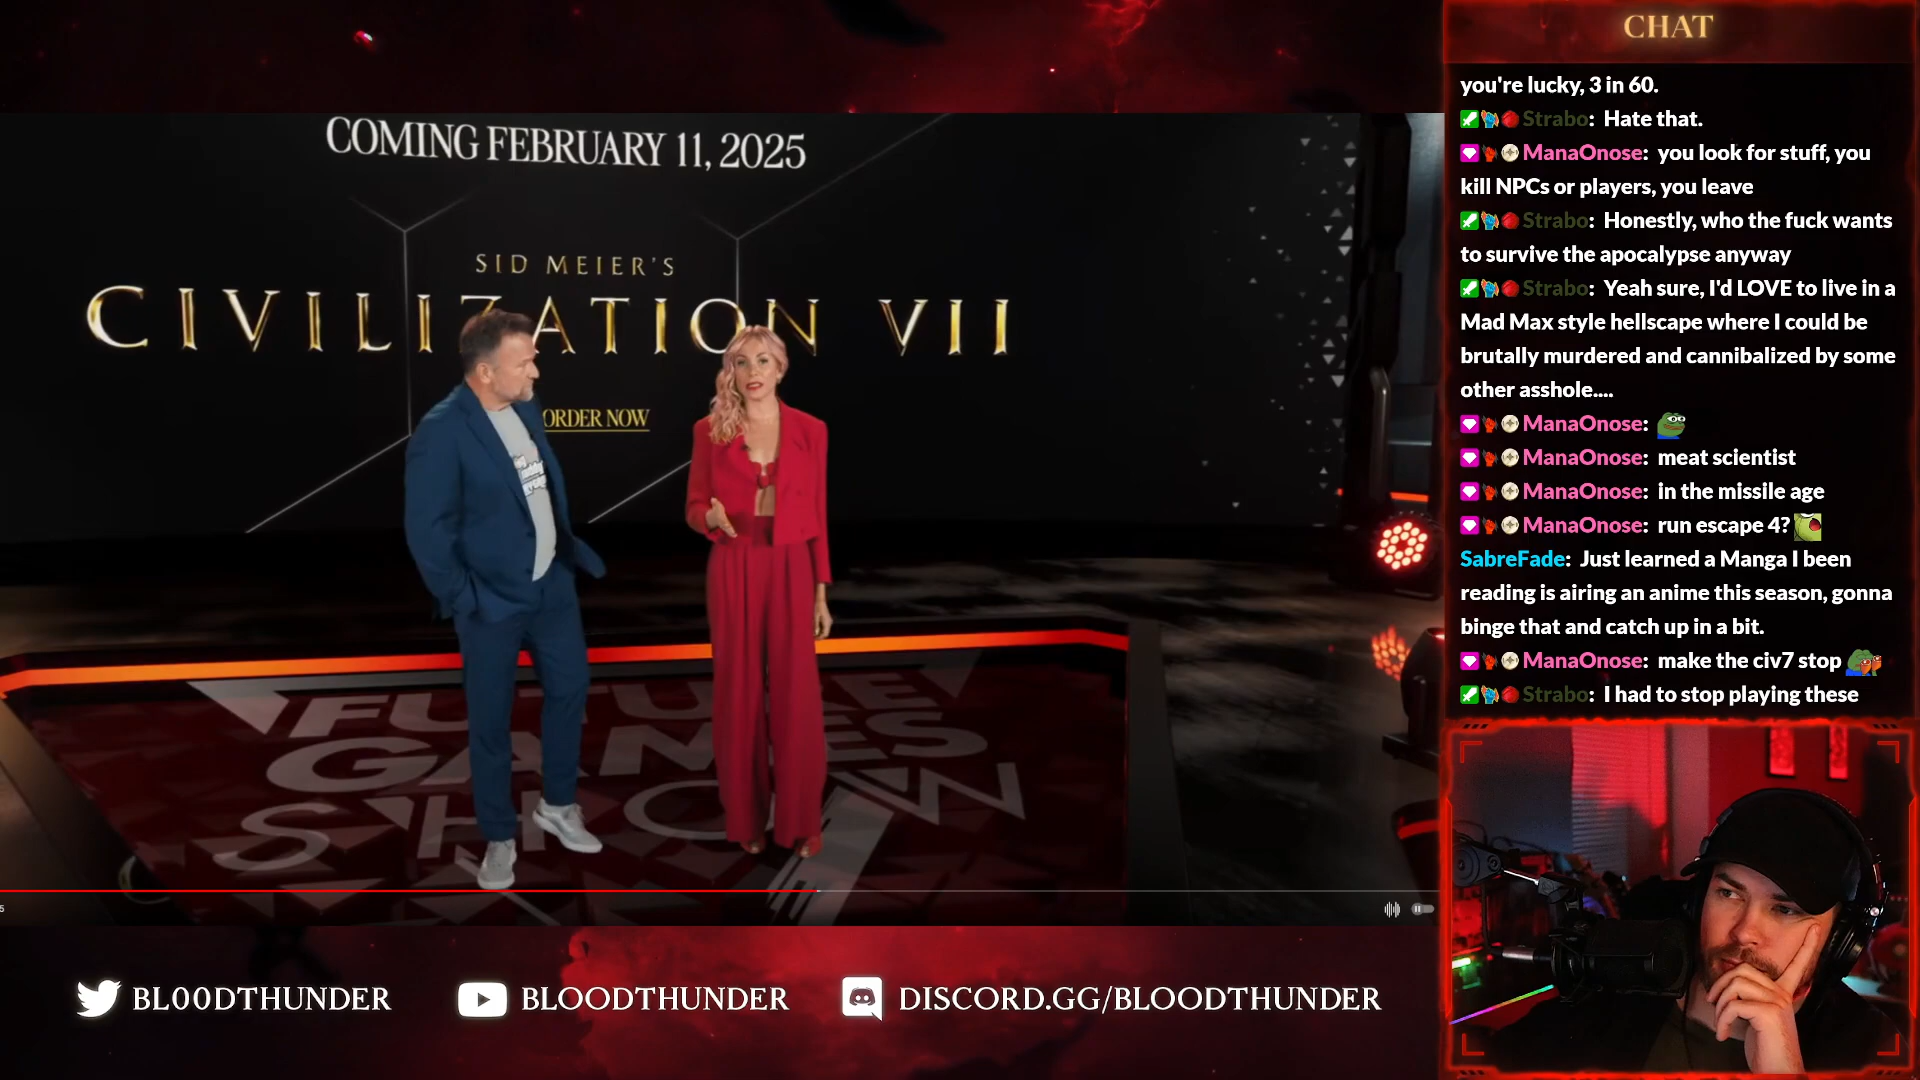 COMING FEBRUARY 11, 2025
SID MEIER'S
CIVILIZATION VII
ORDER NOW
FUTURE
GAMES
SHOW
5
BL00DTHUNDER
BLOODTHUNDER
DISCORD.GG/BLOODTHUNDER
CHAT
you're lucky, 3 in 60.
Strabo: Hate that.
ManaOnose: you look for stuff, you
kill NPCs or players, you leave
Strabo: Honestly, who the fuck wants
to survive the apocalypse anyway
Strabo: Yeah sure, I'd LOVE to live in a
Mad Max style hellscape where I could be
brutally murdered and cannibalized by some
other asshole....
ManaOnose:
ManaOnose: meat scientist
ManaOnose: in the missile age
ManaOnose: run escape 4?
SabreFade: Just learned a Manga I been
reading is airing an anime this season, gonna
binge that and catch up in a bit.
ManaOnose: make the civ7 stop
Strabo: I had to stop playing these